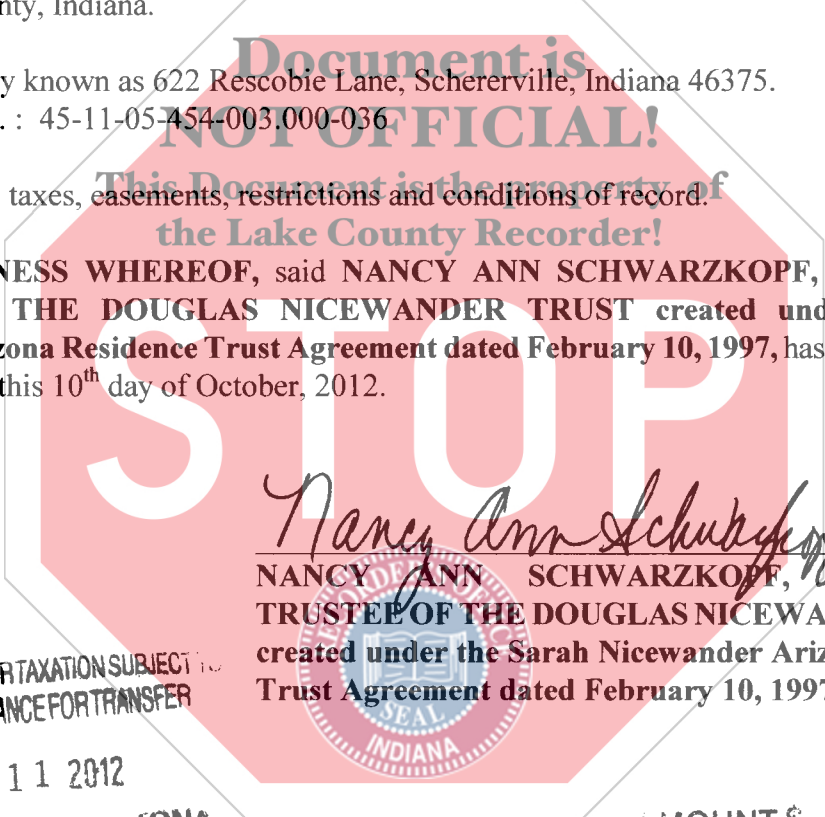 nty, Indiana.
Document is
y known as 622 Rescobie Lane, Schererville, Indiana 46375.
. : 45-11-05-454-003.000-036
NOT OFFICIAL!
This Document is the property of
taxes, easements, restrictions and conditions of record.
the Lake County Recorder!
NESS WHEREOF, said NANCY ANN SCHWARZKOPF,
THE DOUGLAS NICEWANDER TRUST created und
zona Residence Trust Agreement dated February 10, 1997, has
this 10th day of October, 2012.
STOP
Nancy Ann Schwarzkopf
NANCY ANN SCHWARZKOPF,
TRUSTEE OF THE DOUGLAS NICEWA
created under the Sarah Nicewander Ariz
Trust Agreement dated February 10, 1997
R TAXATION SUBJECT
ANCE FOR TRANSFER
11 2012
SEAL
INDIANA
MOUNT $